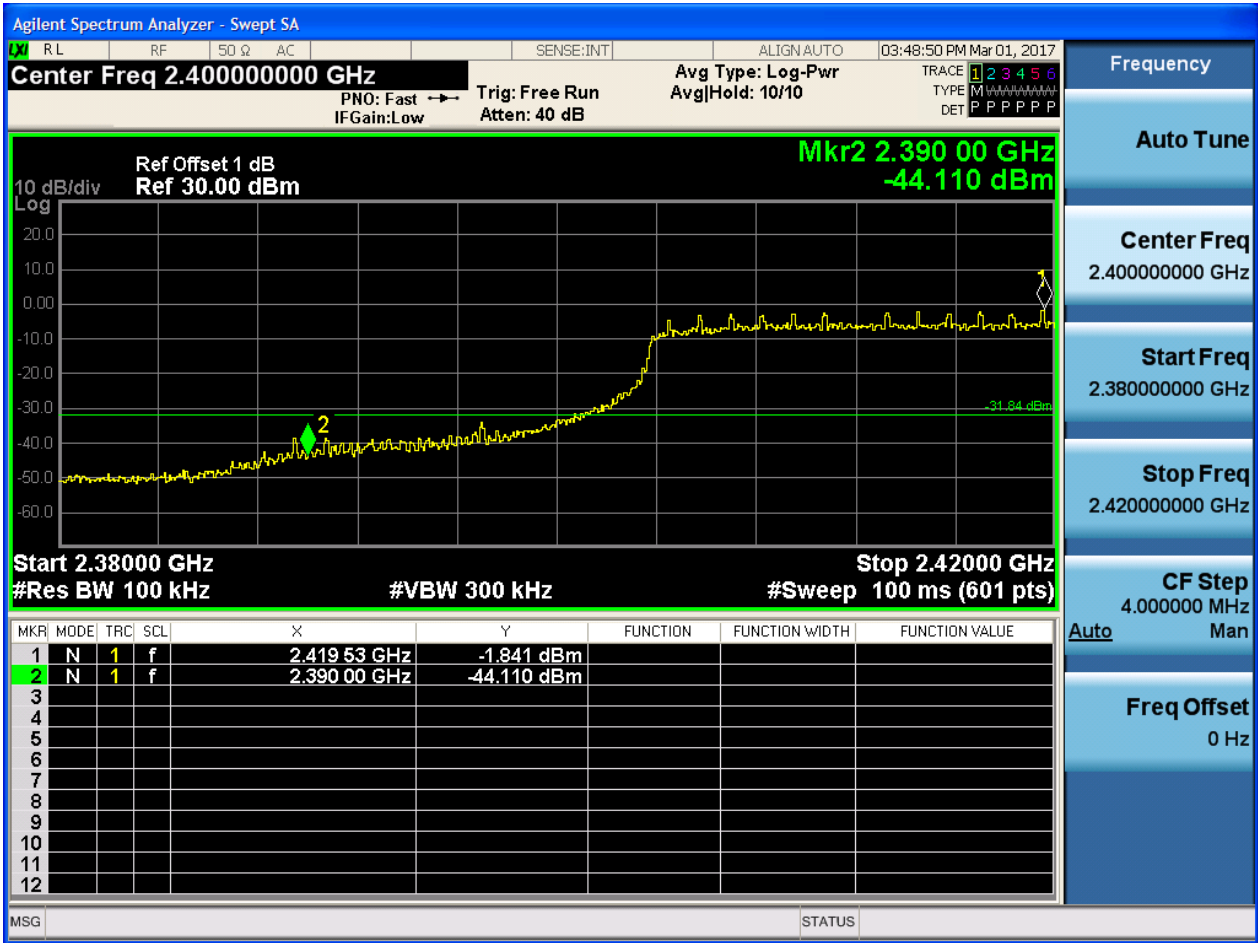 Agilent Spectrum Analyzer - Swept SA
LXI RL RF 50 Ω AC SENSE:INT ALIGN AUTO 03:48:50 PM Mar 01, 2017
Center Freq 2.400000000 GHz
PNO: Fast
IFGain:Low
Trig: Free Run
Atten: 40 dB
Avg Type: Log-Pwr
Avg|Hold: 10/10
TRACE 1 2 3 4 5 6
TYPE M
DET P P P P P P
Mkr2 2.390 00 GHz
-44.110 dBm
Ref Offset 1 dB
10 dB/div Ref 30.00 dBm
Log
20.0
10.0
0.00
-10.0
-20.0
-30.0
-40.0
-50.0
-60.0
1
2
-31.84 dBm
Start 2.38000 GHz Stop 2.42000 GHz
#Res BW 100 kHz #VBW 300 kHz #Sweep 100 ms (601 pts)
MKR MODE TRC SCL X Y FUNCTION FUNCTION WIDTH FUNCTION VALUE
1 N 1 f 2.419 53 GHz -1.841 dBm
2 N 1 f 2.390 00 GHz -44.110 dBm
3
4
5
6
7
8
9
10
11
12
MSG STATUS
Frequency
Auto Tune
Center Freq
2.400000000 GHz
Start Freq
2.380000000 GHz
Stop Freq
2.420000000 GHz
CF Step
4.000000 MHz
Auto Man
Freq Offset
0 Hz